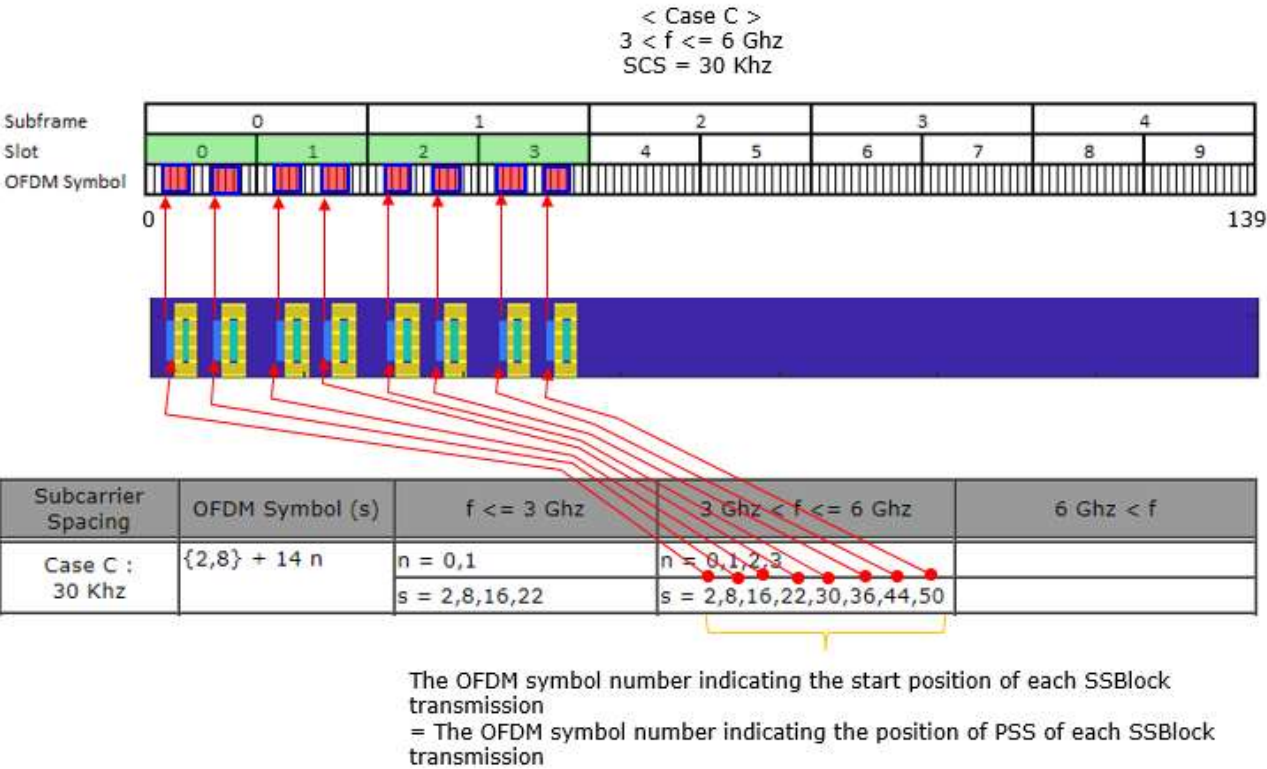 < Case C >
3 < f <= 6 Ghz
SCS = 30 Khz
Subframe 0 1 2 3 4
Slot 0 1 2 3 4 5 6 7 8 9
OFDM Symbol
0 139
Subcarrier Spacing OFDM Symbol (s) f <= 3 Ghz 3 Ghz < f <= 6 Ghz 6 Ghz < f
Case C : 30 Khz {2,8} + 14 n n = 0,1 n = 0,1,2,3
s = 2,8,16,22 s = 2,8,16,22,30,36,44,50
The OFDM symbol number indicating the start position of each SSBlock
transmission
= The OFDM symbol number indicating the position of PSS of each SSBlock
transmission